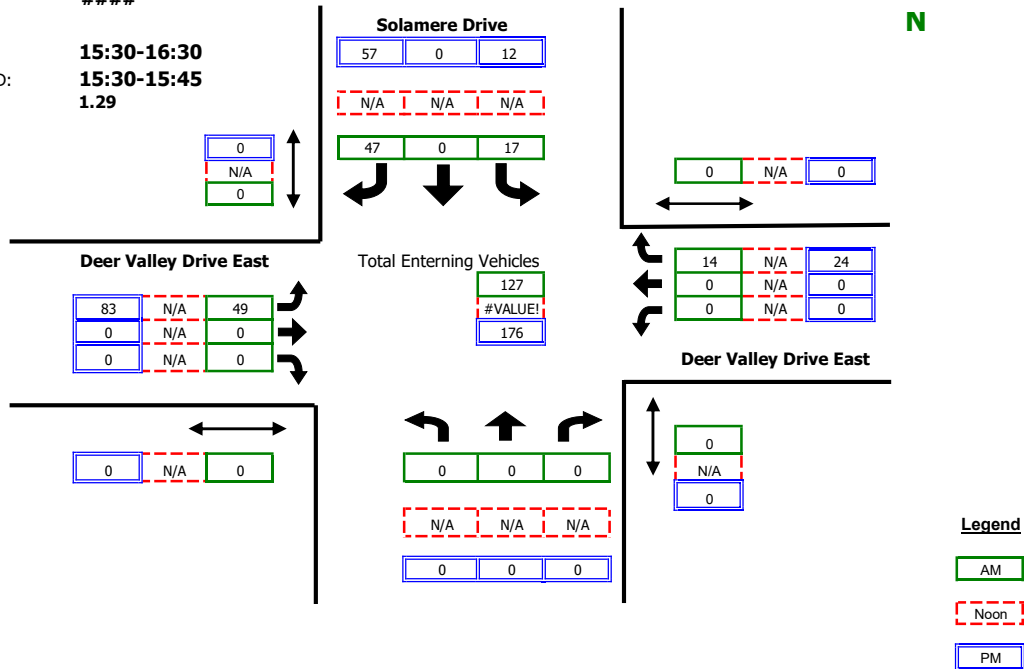 ####
N
Solamere Drive
15:30-16:30
57 0 12
D:
15:30-15:45
1.29
N/A N/A N/A
0
47 0 17
N/A
0 N/A 0
0
Deer Valley Drive East
Total Enterning Vehicles
14 N/A 24
127
0 N/A 0
83 N/A 49
#VALUE!
0 N/A 0
0 N/A 0
176
0 N/A 0
Deer Valley Drive East
0
0 N/A 0
0 0 0
N/A
0
N/A N/A N/A
Legend
0 0 0
AM
Noon
PM